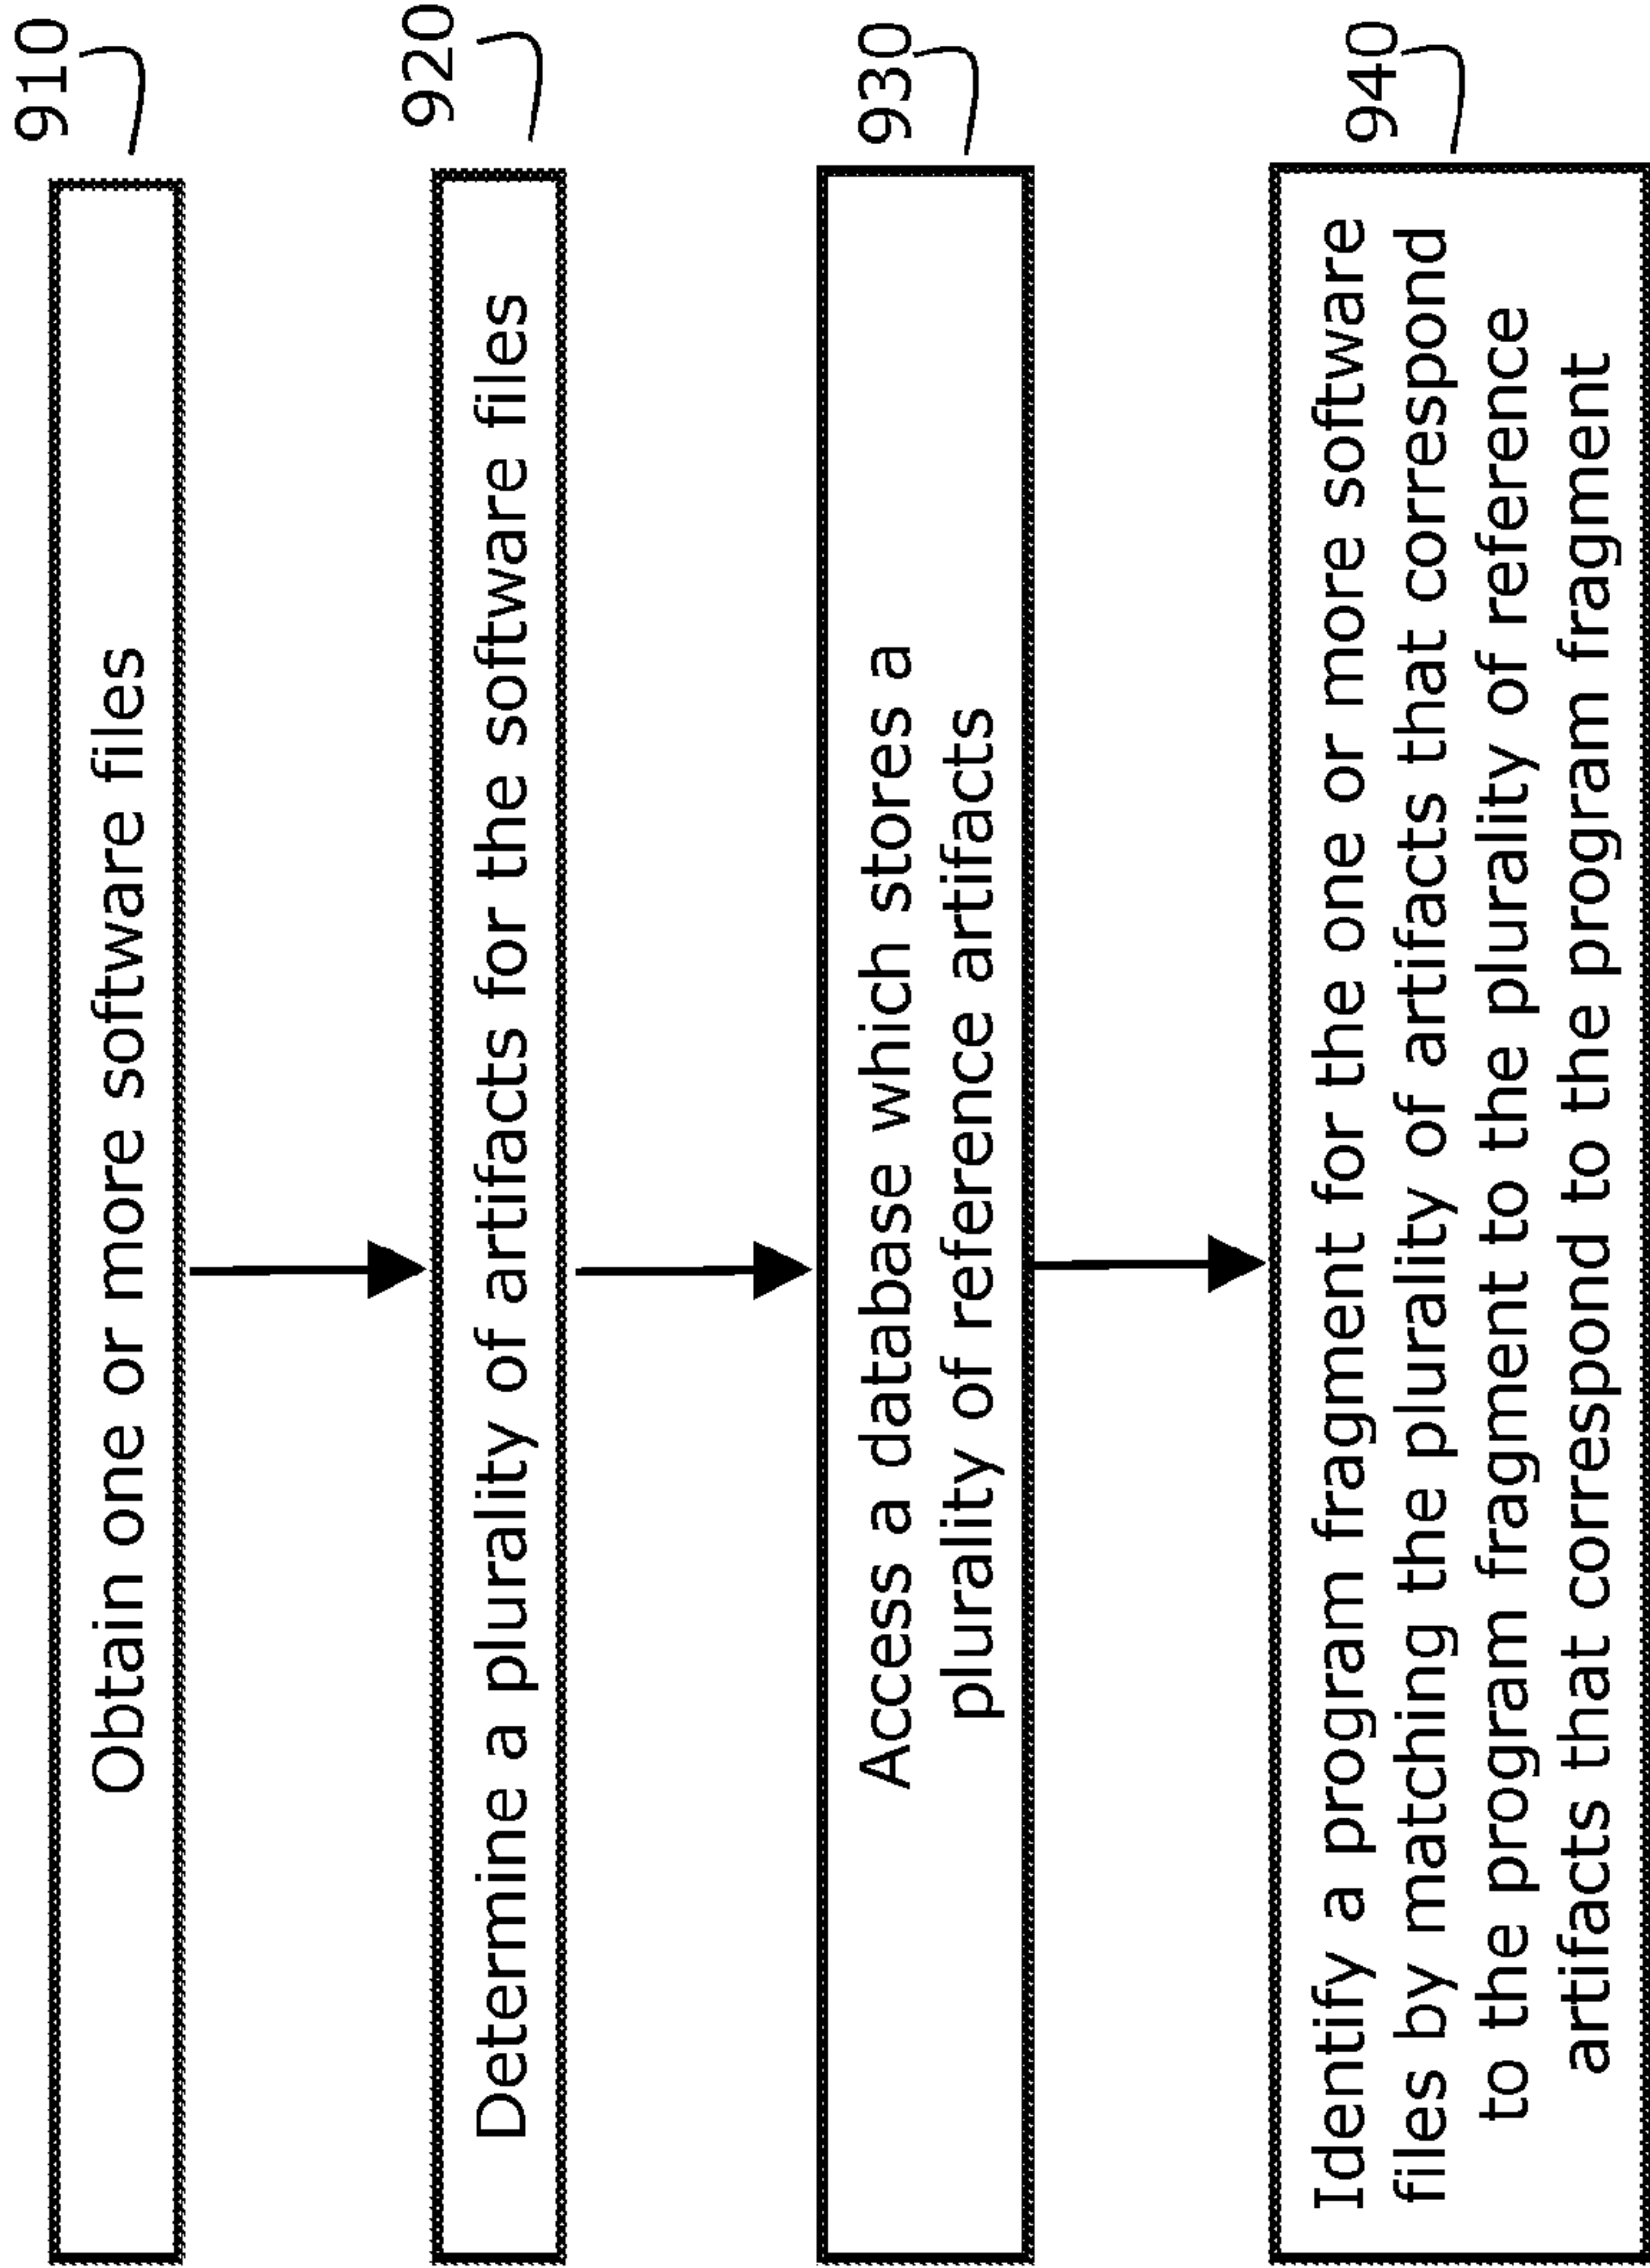 910
Obtain one or more software files
920
Determine a plurality of artifacts for the software files
930
Access a database which stores a
plurality of reference artifacts
940
Identify a program fragment for the one or more software
files by matching the plurality of artifacts that correspond
to the program fragment to the plurality of reference
artifacts that correspond to the program fragment